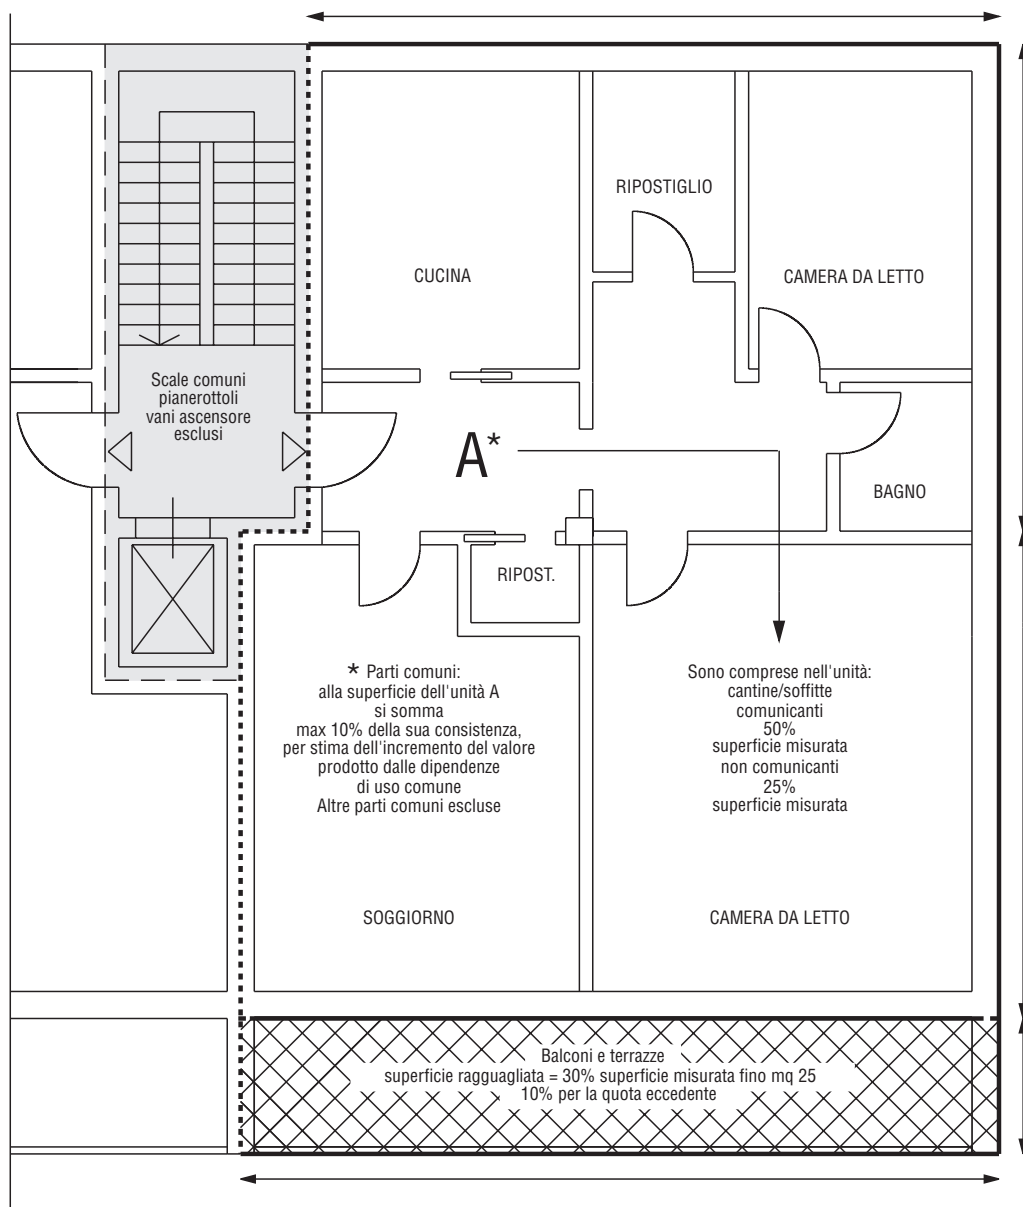 RIPOSTIGLIO
CUCINA
CAMERA DA LETTO
Scale comuni
pianerottoli
vani ascensore
esclusi
A*
BAGNO
RIPOST.
* Parti comuni:
alla superficie dell'unità A
si somma
max 10% della sua consistenza,
per stima dell'incremento del valore
prodotto dalle dipendenze
di uso comune
Altre parti comuni escluse
Sono comprese nell'unità:
cantine/soffitte
comunicanti
50%
superficie misurata
non comunicanti
25%
superficie misurata
SOGGIORNO
CAMERA DA LETTO
Balconi e terrazze
superficie ragguagliata = 30% superficie misurata fino mq 25
10% per la quota eccedente